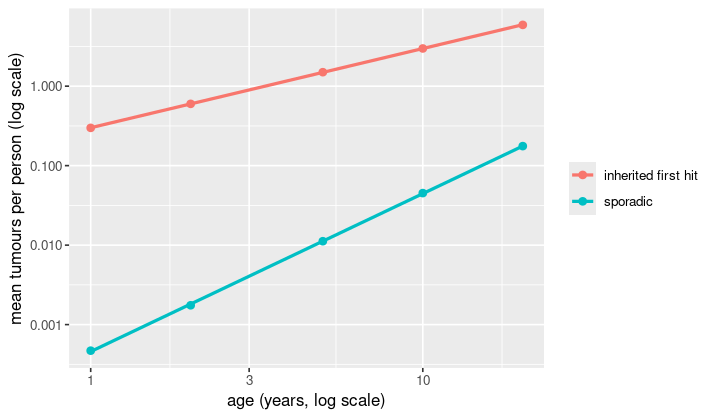 mean tumours per person (log scale)
1.000
0.100
0.010
0.001
1
3
10
age (years, log scale)
inherited first hit
sporadic